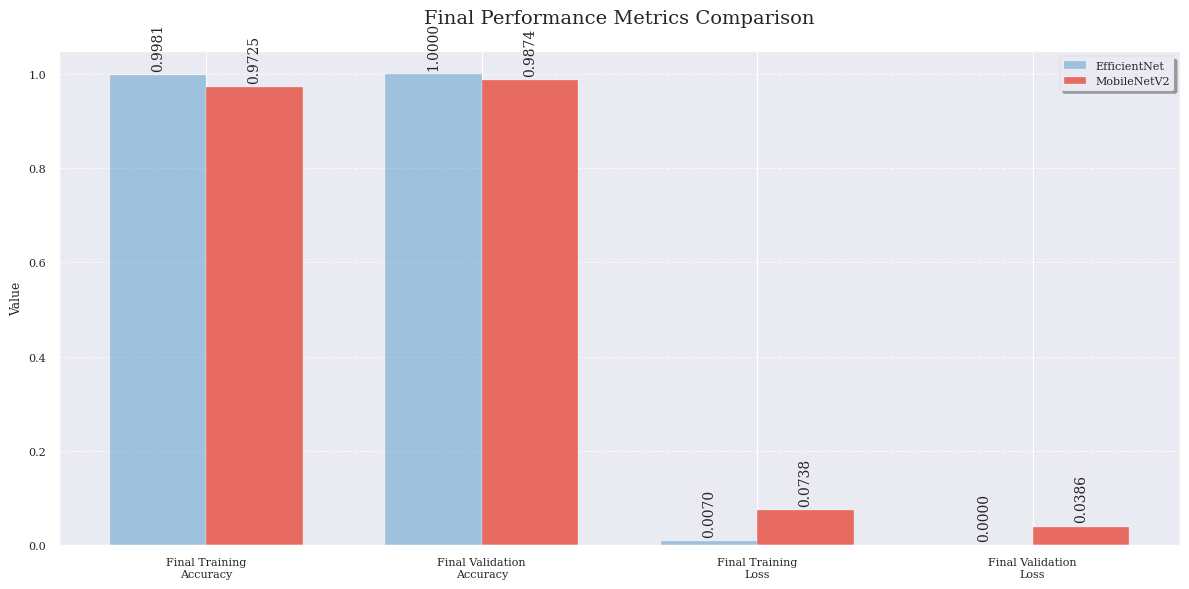 Final Performance Metrics Comparison
EfficientNet
MobileNetV2
Value
1.0
0.8
0.6
0.4
0.2
0.0
0.9981
0.9725
1.0000
0.9874
0.0070
0.0738
0.0000
0.0386
Final Training
Accuracy
Final Validation
Accuracy
Final Training
Loss
Final Validation
Loss